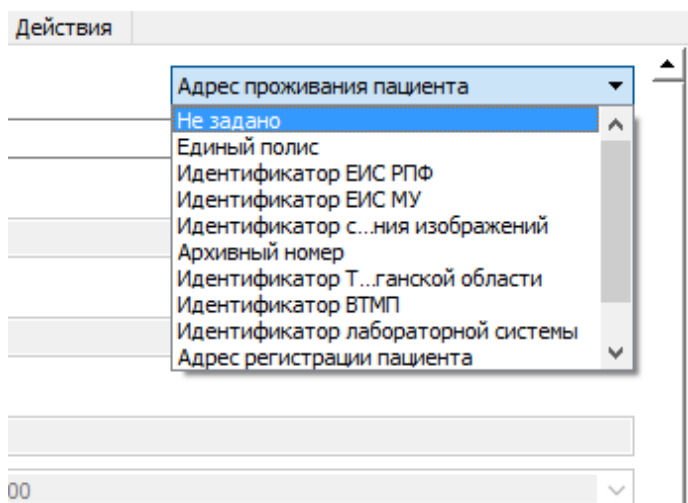 Действия
Адрес проживания пациента
Не задано
Единый полис
Идентификатор ЕИС РПФ
Идентификатор ЕИС МУ
Идентификатор с...ния изображений
Архивный номер
Идентификатор Т...ганской области
Идентификатор ВТМП
Идентификатор лабораторной системы
Адрес регистрации пациента
00